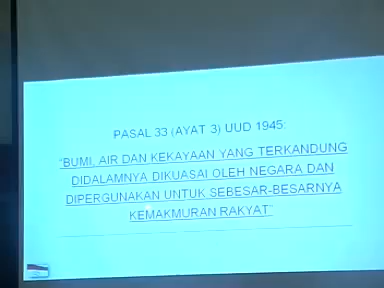 PASAL 33 (AYAT 3) UUD 1945:
"BUMI, AIR DAN KEKAYAAN YANG TERKANDUNG
DIDALAMNYA DIKUASAI OLEH NEGARA DAN
DIPERGUNAKAN UNTUK SEBESAR-BESARNYA
KEMAKMURAN RAKYAT"